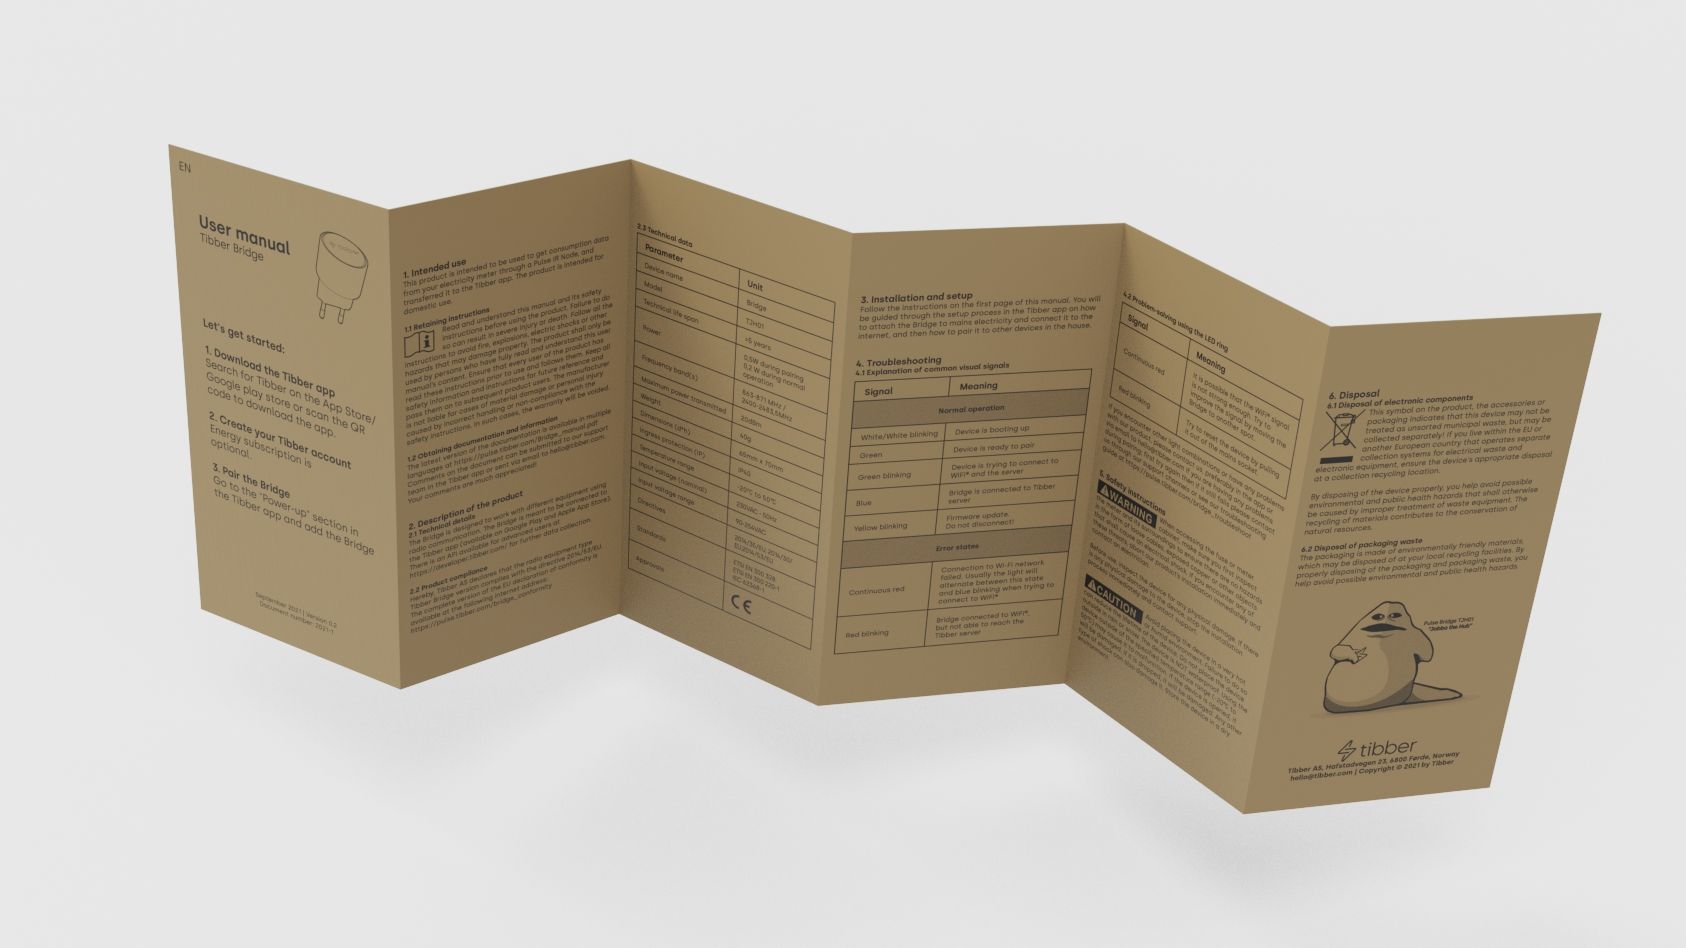 EN
User manual
Tibber Bridge
Let's get started:
1. Download the Tibber app
Search for Tibber on the App Store/
Google play store or scan the QR
code to download the app.
2. Create your Tibber account
Energy subscription is
optional.
3. Pair the Bridge
Go to the "Power-up" section in
the Tibber app and add the Bridge
September 2021 | Version 0.2
Document number: 2021-1
1. Intended use
This product is intended to be used to get consumption data
from your electricity meter through a Pulse IR Node, and
transferred it to the Tibber app. The product is intended for
domestic use.
1.1 Retaining instructions
Read and understand this manual and its safety
instructions before using the product. Failure to do
so can result in severe injury or death. Follow all the
instructions to avoid fire, explosions, electric shocks or other
hazards that may damage property. The product shall only be
used by persons who have fully read and understand this user
manual's content. Ensure that every user of the product has
read these instructions prior to use and follows them. Keep all
safety information and instructions for future reference and
pass them on to subsequent product users. The manufacturer
is not liable for cases of material damage or personal injury
caused by incorrect handling or non-compliance with the
safety instructions. In such cases, the warranty will be voided.
1.2 Obtaining documentation and information
The latest version of the documentation is available in multiple
languages at https://pulse.tibber.com/Bridge_manual.pdf
Comments on the document can be submitted to our support
team in the Tibber app or sent via email to hello@tibber.com
Your comments are much appreciated!
2. Description of the product
2.1 Technical details
The Bridge is designed to work with different equipment using
radio communication. The Bridge is meant to be connected to
the Tibber app (available on Google Play and Apple App Store).
There is an API available for advanced users at
https://developer.tibber.com/ for further data collection.
2.2 Product compliance
Hereby, Tibber AS declares that the radio equipment type
Tibber Bridge version complies with the directive 2014/53/EU.
The complete version of the EU declaration of conformity is
available at the following internet address:
https://pulse.tibber.com/bridge_conformity
2.3 Technical data
Parameter Unit
Device name Bridge
Model TJH01
Technical life span >5 years
Power 0,5W during pairing
0,2 W during normal
operation
Frequency band(s) 863-871 MHz /
2400-2483,5MHz
Maximum power transmitted 20dBm
Weight 40g
Dimensions (d*h) 45mm x 75mm
Ingress protection (IP) IP40
Temperature range -20°C to 50°C
Input voltage (nominal) 230VAC - 50Hz
Input voltage range 90-254VAC
Directives 2014/35/EU, 2014/30/
EU 2014/53/EU
Standards ETSI EN 300 328
ETSI EN 300 220-1
IEC 62368-1
Approvals CE
3. Installation and setup
Follow the instructions on the first page of this manual. You will
be guided through the setup process in the Tibber app on how
to attach the Bridge to mains electricity and connect it to the
internet, and then how to pair it to other devices in the house.
4. Troubleshooting
4.1 Explanation of common visual signals
Signal Meaning
Normal operation
White/White blinking Device is booting up
Green Device is ready to pair
Green blinking Device is trying to connect to
WiFi® and the server
Blue Bridge is connected to Tibber
server
Yellow blinking Firmware update.
Do not disconnect!
Error states
Continuous red Connection to Wi-Fi network
failed. Usually the light will
alternate between this state
and blue blinking when trying to
connect to WiFi®
Red blinking Bridge connected to WiFi®,
but not able to reach the
Tibber server
4.2 Problem-solving using the LED ring
Signal Meaning
Continuous red It is possible that the WiFi® signal
is not strong enough. Try to
improve the signal by moving the
Bridge to another spot.
Red blinking Try to reset the device by pulling
it out of the mains socket.
If you encounter other light combinations or have any problems
5. Safety instructions
WARNING
When accessing the fuse or meter
Before use, inspect the device for any physical damage. If there
is any physical damage to the device, stop the installation
process immediately and contact support.
CAUTION
Avoid placing the device in a very hot
6. Disposal
6.1 Disposal of electronic components
This symbol on the product, the accessories or
packaging indicates that this device may not be
treated as unsorted municipal waste, but may be
collected separately! If you live within the EU or
another European country that operates separate
collection systems for electrical waste and
electronic equipment, ensure the device's appropriate disposal
at a collection recycling location.
By disposing of the device properly, you help avoid possible
environmental and public health hazards that shall otherwise
be caused by improper treatment of waste equipment. The
recycling of materials contributes to the conservation of
natural resources.
6.2 Disposal of packaging waste
The packaging is made of environmentally friendly materials,
which may be disposed of at your local recycling facilities. By
properly disposing of the packaging and packaging waste, you
help avoid possible environmental and public health hazards.
Pulse Bridge TJH01
"Jabba the Hub"
tibber
Tibber AS, Hafstadvegen 23, 6800 Førde, Norway
hello@tibber.com | Copyright © 2021 by Tibber